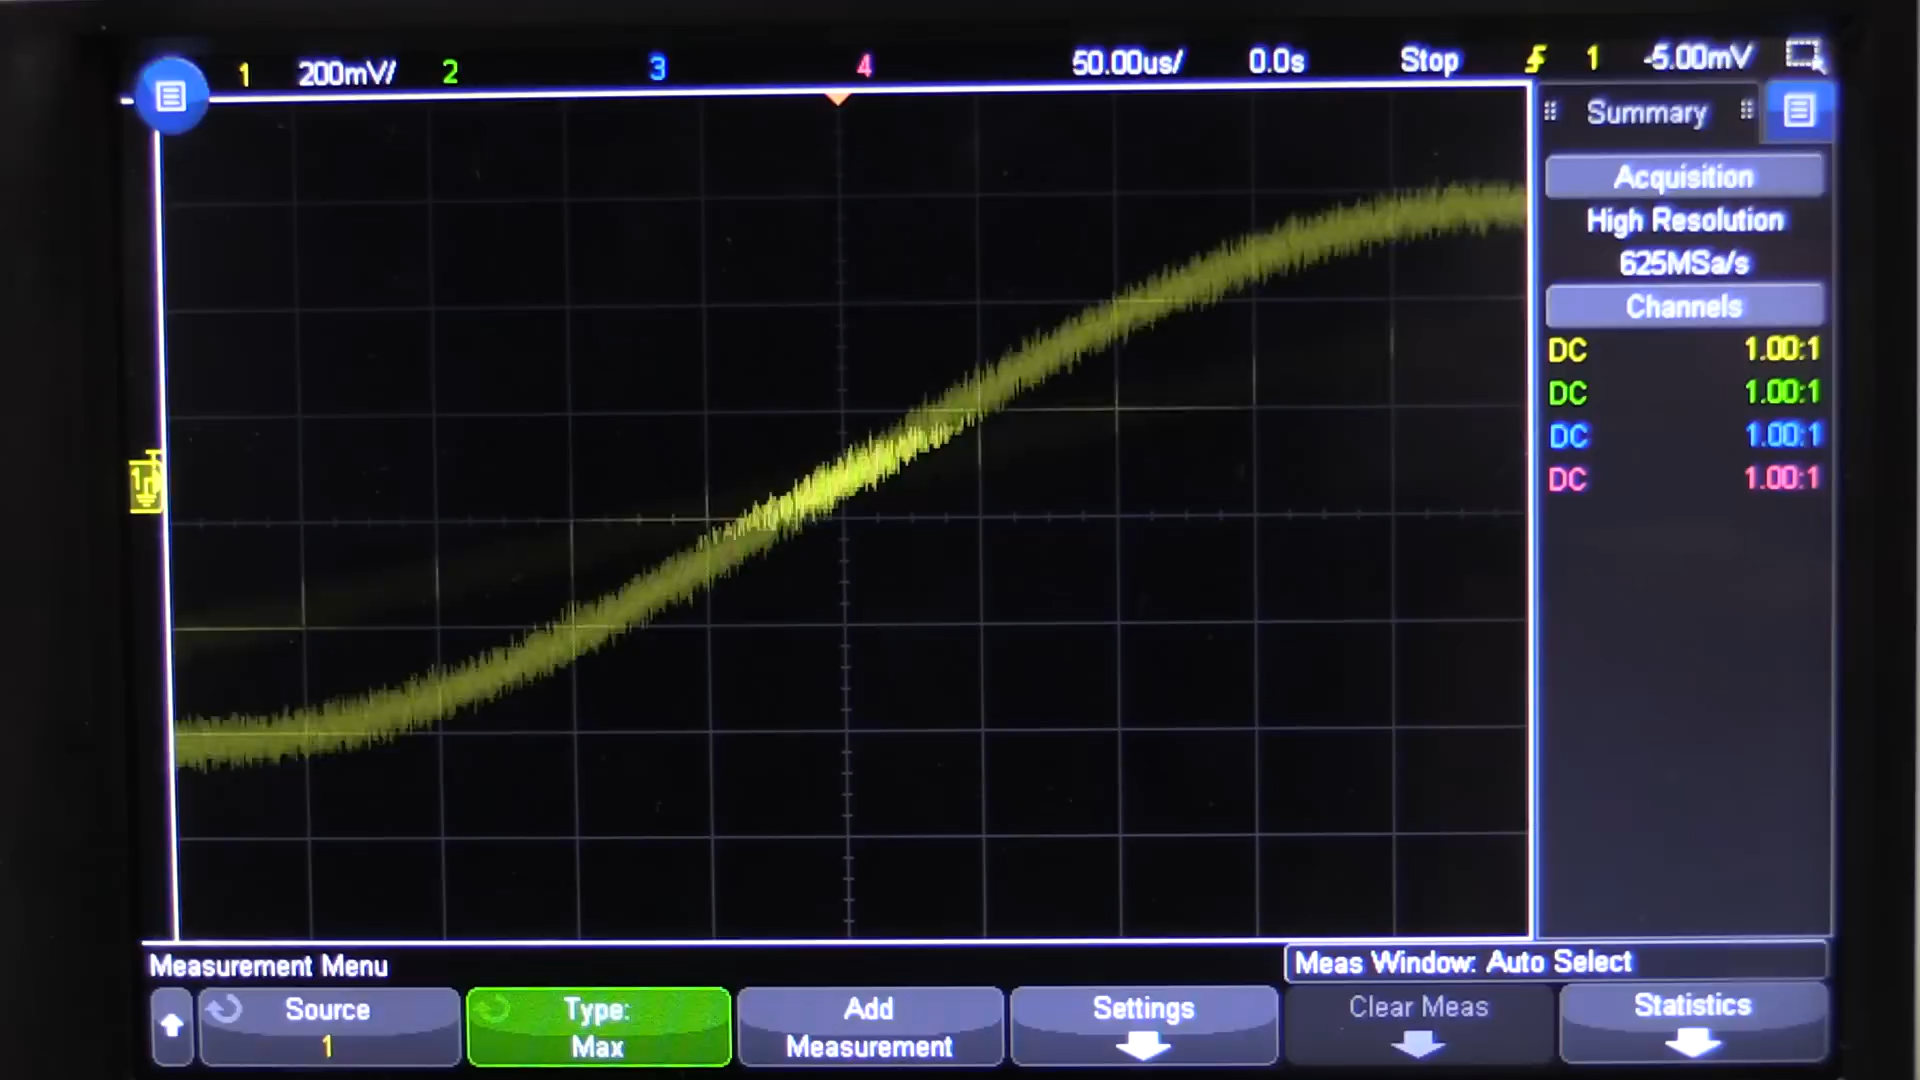 1 200mV/ 2 3 4 50.00us/ 0.0s Stop 1 -5.00mV
Summary
Acquisition
High Resolution
625MSa/s
Channels
DC 1.00:1
DC 1.00:1
DC 1.00:1
DC 1.00:1
Measurement Menu
Meas Window: Auto Select
Source
1
Type:
Max
Add
Measurement
Settings
Clear Meas
Statistics